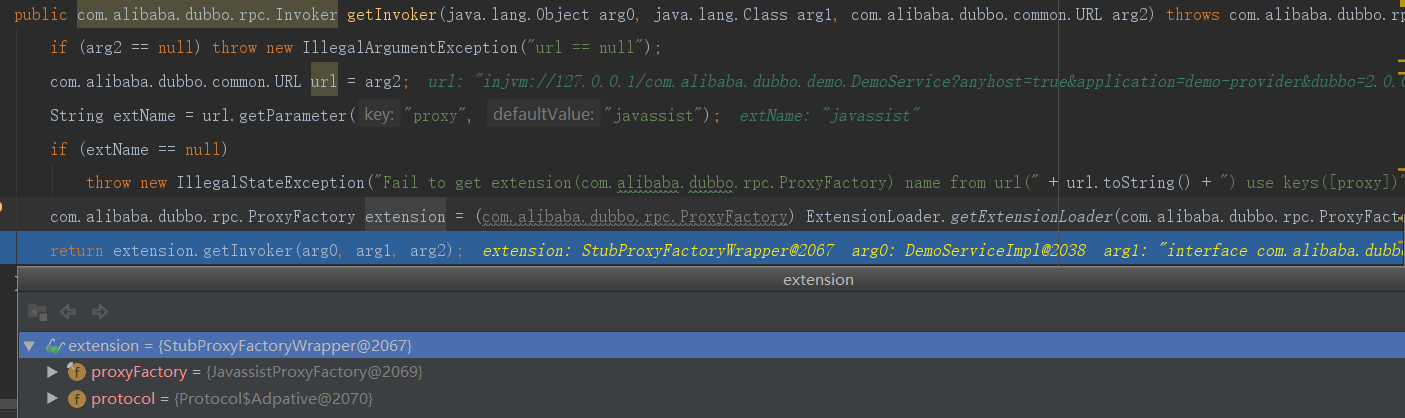 public com.alibaba.dubbo.rpc.Invoker getInvoker(java.lang.Object arg0, java.lang.Class arg1, com.alibaba.dubbo.common.URL arg2) throws com.alibaba.dubbo.rp
if (arg2 == null) throw new IllegalArgumentException("url == null");
com.alibaba.dubbo.common.URL url = arg2; url: "injvm://127.0.0.1/com.alibaba.dubbo.demo.DemoService?anyhost=true&application=demo-provider&dubbo=2.0.
String extName = url.getParameter( key: "proxy", defaultValue: "javassist"); extName: "javassist"
if (extName == null)
throw new IllegalStateException("Fail to get extension(com.alibaba.dubbo.rpc.ProxyFactory) name from url(" + url.toString() + ") use keys([proxy])"
com.alibaba.dubbo.rpc.ProxyFactory extension = (com.alibaba.dubbo.rpc.ProxyFactory) ExtensionLoader.getExtensionLoader(com.alibaba.dubbo.rpc.ProxyFact
return extension.getInvoker(arg0, arg1, arg2); extension: StubProxyFactoryWrapper@2067 arg0: DemoServiceImpl@2038 arg1: "interface com.alibaba.dubb
extension
extension = {StubProxyFactoryWrapper@2067}
f proxyFactory = {JavassistProxyFactory@2069}
f protocol = {Protocol$Adpative@2070}